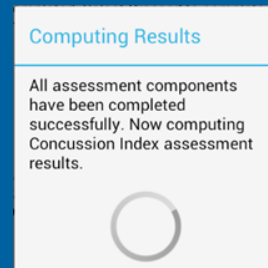 Computing Results
All assessment components
have been completed
successfully. Now computing
Concussion Index assessment
results.